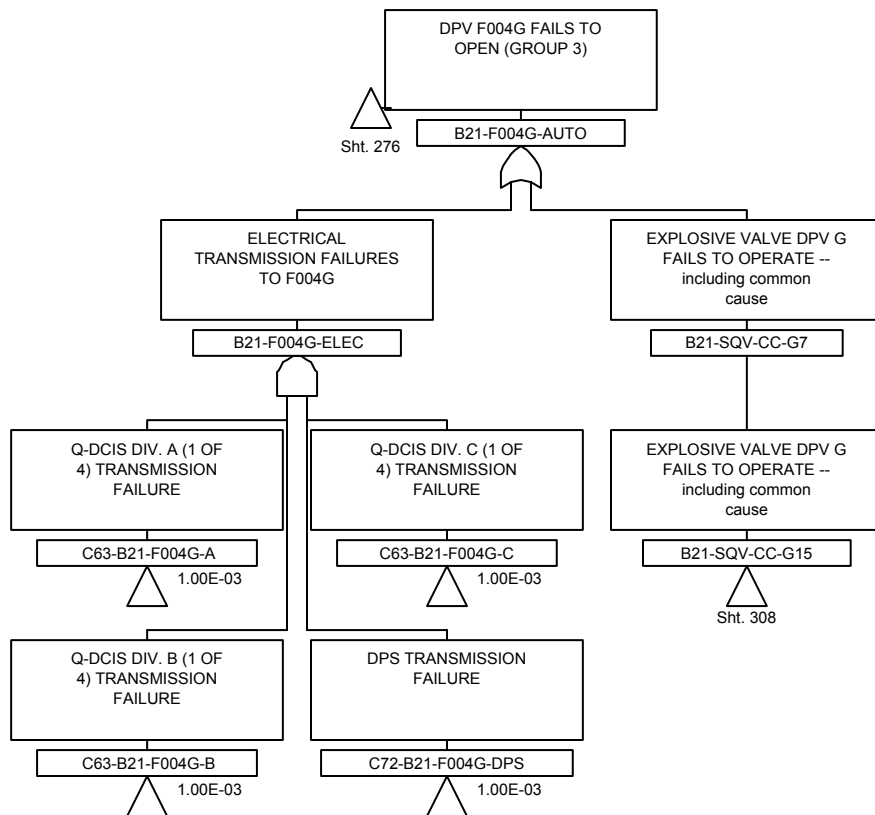 DPV F004G FAILS TO
OPEN (GROUP 3)
Sht. 276
B21-F004G-AUTO
ELECTRICAL
TRANSMISSION FAILURES
TO F004G
B21-F004G-ELEC
EXPLOSIVE VALVE DPV G
FAILS TO OPERATE --
including common
cause
B21-SQV-CC-G7
Q-DCIS DIV. A (1 OF
4) TRANSMISSION
FAILURE
C63-B21-F004G-A
1.00E-03
Q-DCIS DIV. C (1 OF
4) TRANSMISSION
FAILURE
C63-B21-F004G-C
1.00E-03
EXPLOSIVE VALVE DPV G
FAILS TO OPERATE --
including common
cause
B21-SQV-CC-G15
Sht. 308
Q-DCIS DIV. B (1 OF
4) TRANSMISSION
FAILURE
C63-B21-F004G-B
1.00E-03
DPS TRANSMISSION
FAILURE
C72-B21-F004G-DPS
1.00E-03